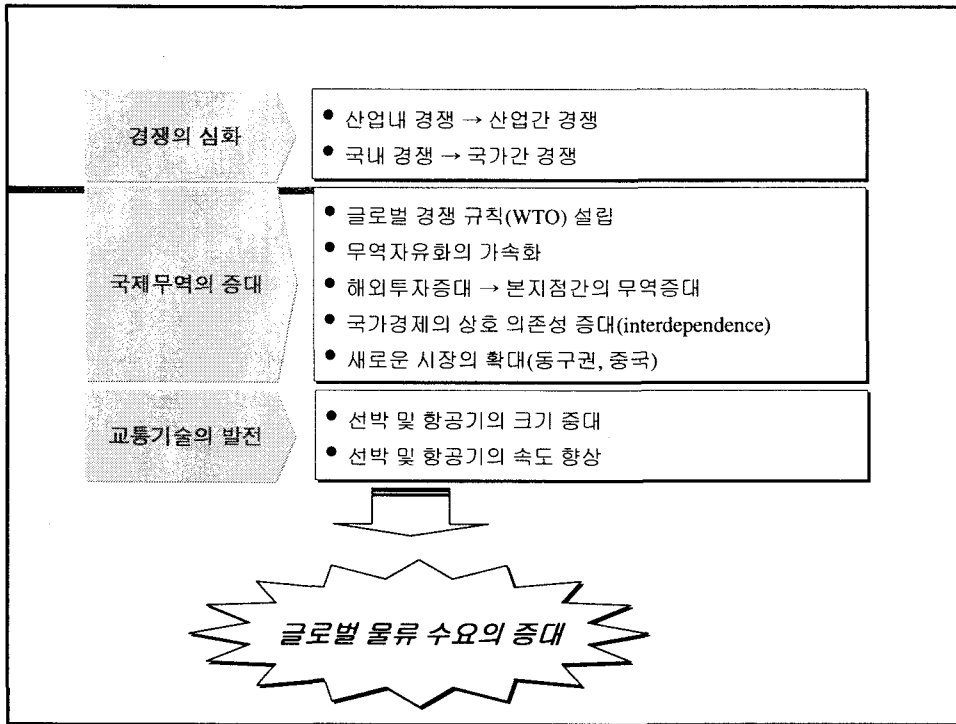 경쟁의 심화
● 산업내 경쟁 → 산업간 경쟁
● 국내 경쟁 → 국가간 경쟁
국제무역의 증대
● 글로벌 경쟁 규칙(WTO) 설립
● 무역자유화의 가속화
● 해외투자증대 → 본지점간의 무역증대
● 국가경제의 상호 의존성 증대(interdependence)
● 새로운 시장의 확대(동구권, 중국)
교통기술의 발전
● 선박 및 항공기의 크기 증대
● 선박 및 항공기의 속도 향상
글로벌 물류 수요의 증대